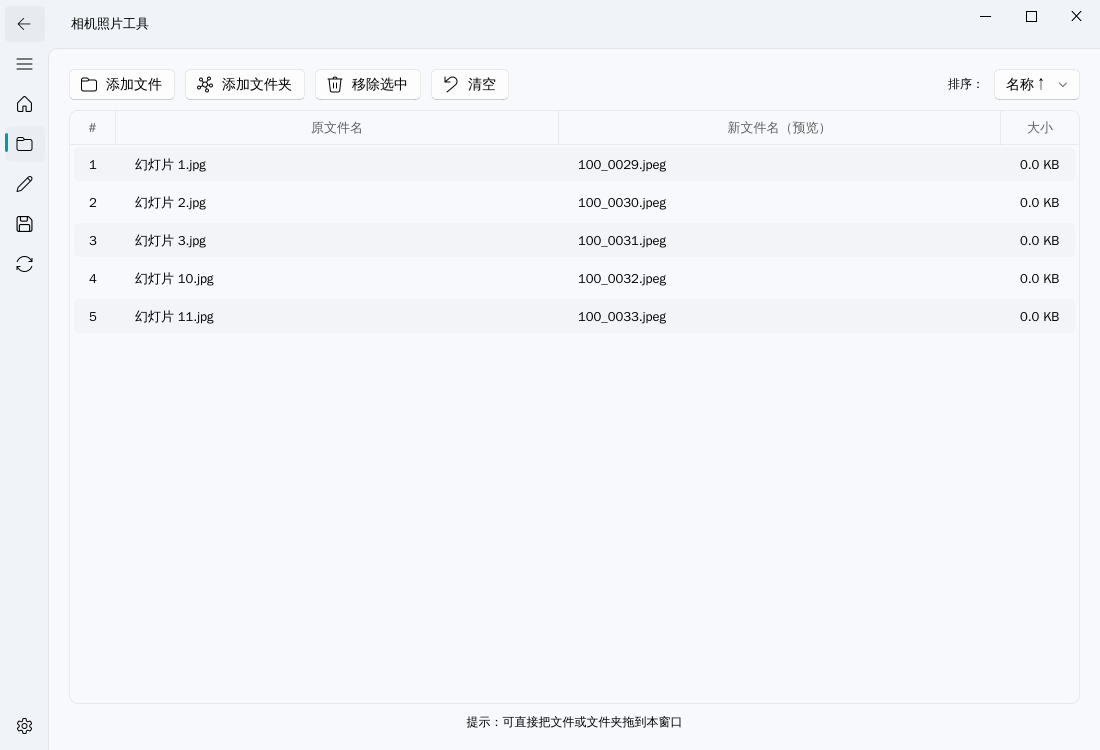 相机照片工具
添加文件 添加文件夹 移除选中 清空 排序： 名称 ↑
# 原文件名 新文件名（预览） 大小
1 幻灯片 1.jpg 100_0029.jpeg 0.0 KB
2 幻灯片 2.jpg 100_0030.jpeg 0.0 KB
3 幻灯片 3.jpg 100_0031.jpeg 0.0 KB
4 幻灯片 10.jpg 100_0032.jpeg 0.0 KB
5 幻灯片 11.jpg 100_0033.jpeg 0.0 KB
提示：可直接把文件或文件夹拖到本窗口